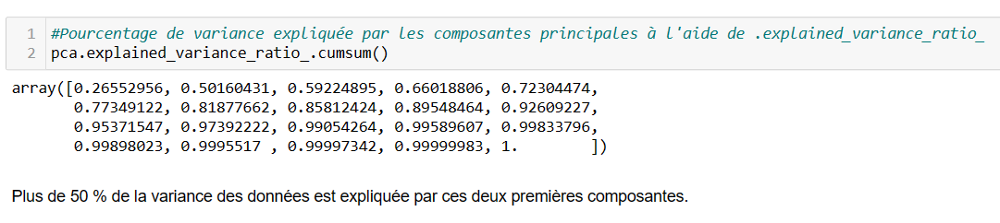 1 #Pourcentage de variance expliquée par les composantes principales à l'aide de .explained_variance_ratio_
2 pca.explained_variance_ratio_.cumsum()
array([0.26552956, 0.50160431, 0.59224895, 0.66018806, 0.72304474,
0.77349122, 0.81877662, 0.85812424, 0.89548464, 0.92609227,
0.95371547, 0.97392222, 0.99054264, 0.99589607, 0.99833796,
0.99898023, 0.9995517 , 0.99997342, 0.99999983, 1. ])
Plus de 50 % de la variance des données est expliquée par ces deux premières composantes.